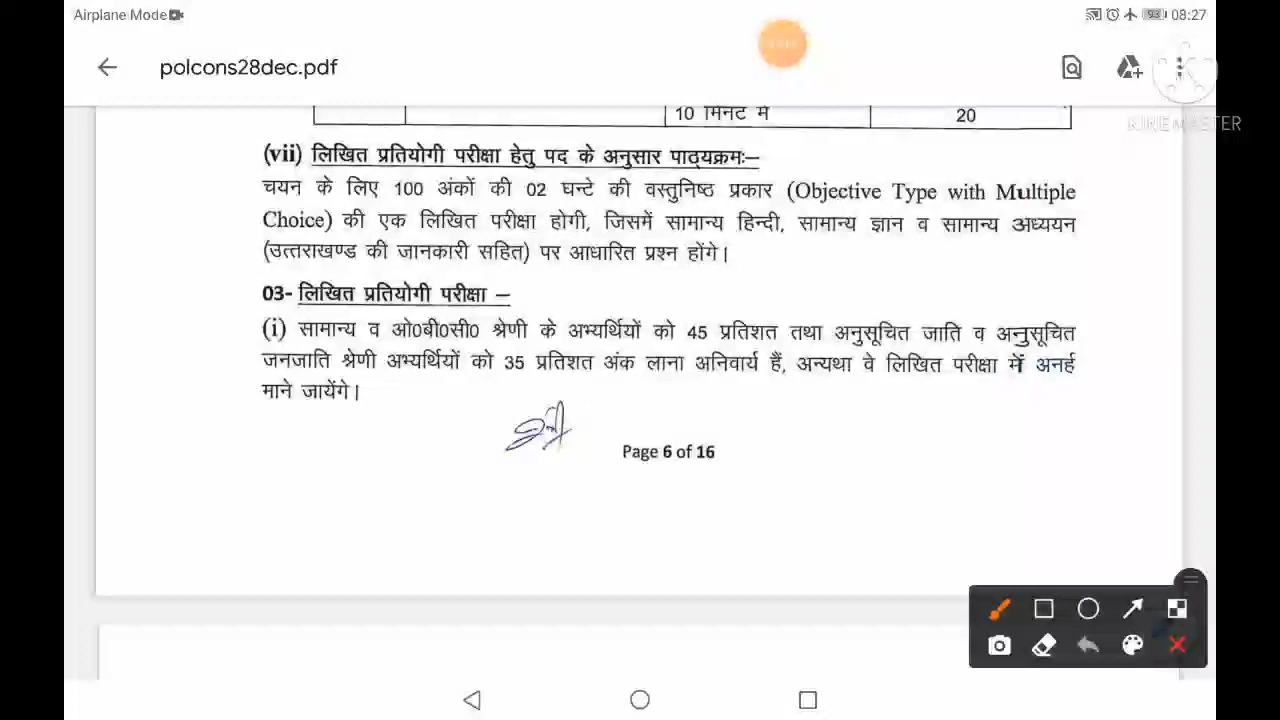 Airplane Mode
93
08:27
polcons28dec.pdf
KINEMASTER
10 मिनट में
20
(vii) लिखित प्रतियोगी परीक्षा हेतु पद के अनुसार पाठ्यक्रमः–
चयन के लिए 100 अंकों की 02 घन्टे की वस्तुनिष्ठ प्रकार (Objective Type with Multiple
Choice) की एक लिखित परीक्षा होगी, जिसमें सामान्य हिन्दी, सामान्य ज्ञान व सामान्य अध्ययन
(उत्तराखण्ड की जानकारी सहित) पर आधारित प्रश्न होंगे।
03- लिखित प्रतियोगी परीक्षा –
(i) सामान्य व ओ0बी0सी0 श्रेणी के अभ्यर्थियों को 45 प्रतिशत तथा अनुसूचित जाति व अनुसूचित
जनजाति श्रेणी अभ्यर्थियों को 35 प्रतिशत अंक लाना अनिवार्य हैं, अन्यथा वे लिखित परीक्षा में अनर्ह
माने जायेंगे।
Page 6 of 16